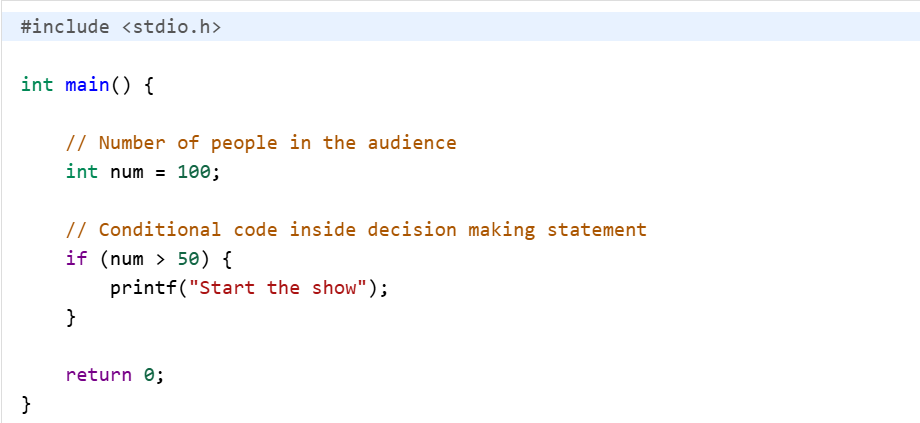 #include <stdio.h>
int main() {
    // Number of people in the audience
    int num = 100;
    // Conditional code inside decision making statement
    if (num > 50) {
        printf("Start the show");
    }
    return 0;
}